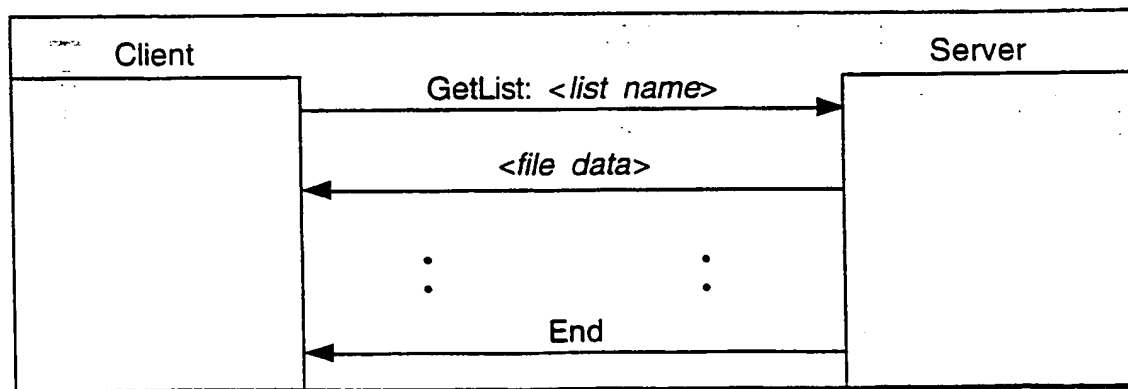 Client
Server
GetList: <list name>
<file data>
End